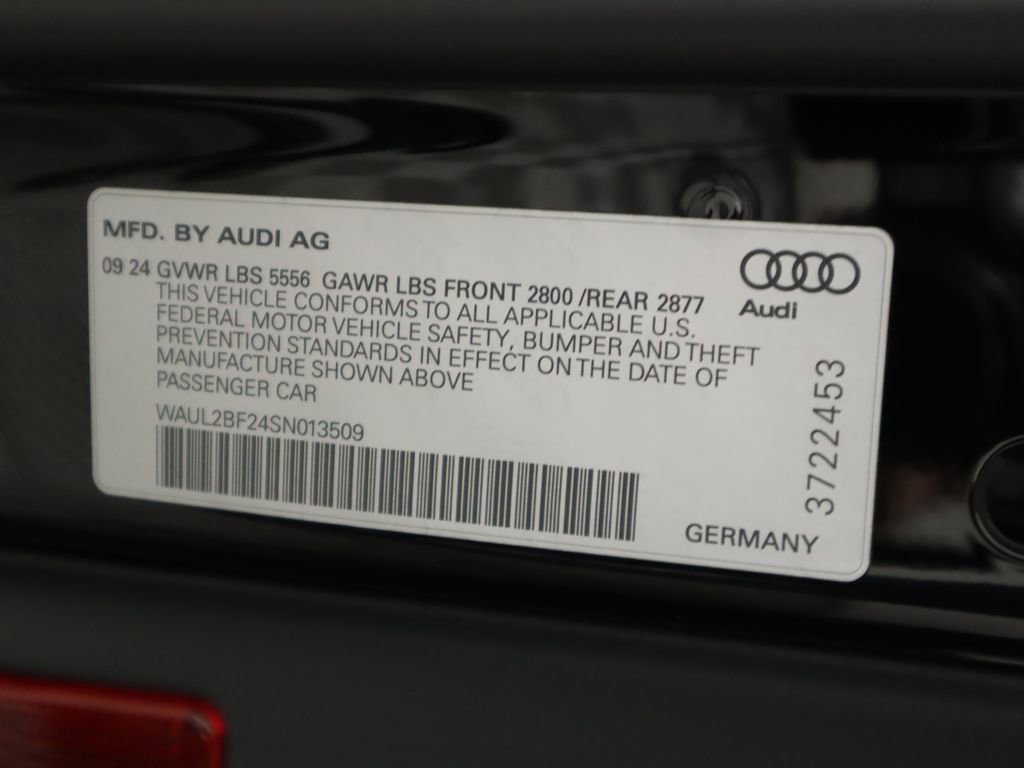 MFD. BY AUDI AG
09 24 GVWR LBS 5556 GAWR LBS FRONT 2800 /REAR 2877
THIS VEHICLE CONFORMS TO ALL APPLICABLE U.S.
FEDERAL MOTOR VEHICLE SAFETY, BUMPER AND THEFT
PREVENTION STANDARDS IN EFFECT ON THE DATE OF
MANUFACTURE SHOWN ABOVE
PASSENGER CAR
WAUL2BF24SN013509
Audi
3722453
GERMANY